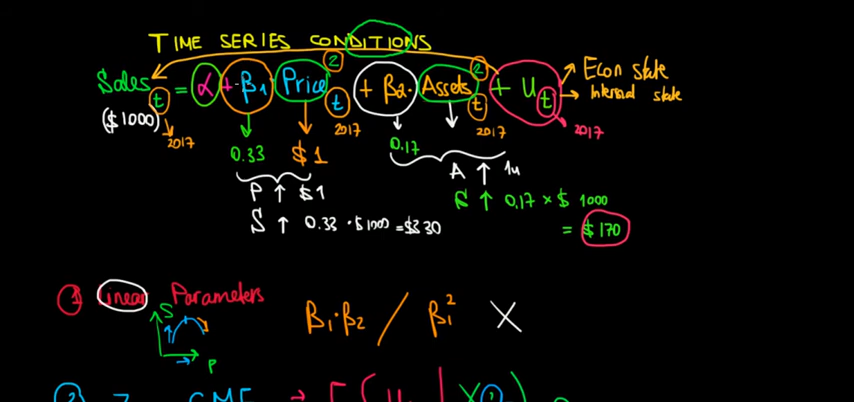 TIME SERIES CONDITIONS
Sales t = α + β1 Price 2 t + β2. Assets 2 t + Ut
Econ state
Internal state
($1000)
2017 2017 2017 2017
0.33 $1 0.17
P ↑ $1
A ↑ 1u
S ↑ 0.33 · $1000 = $330
S ↑ 0.17 × $ 1000
= $170
1 Linear Parameters
β1·β2 / β1² X
S
P